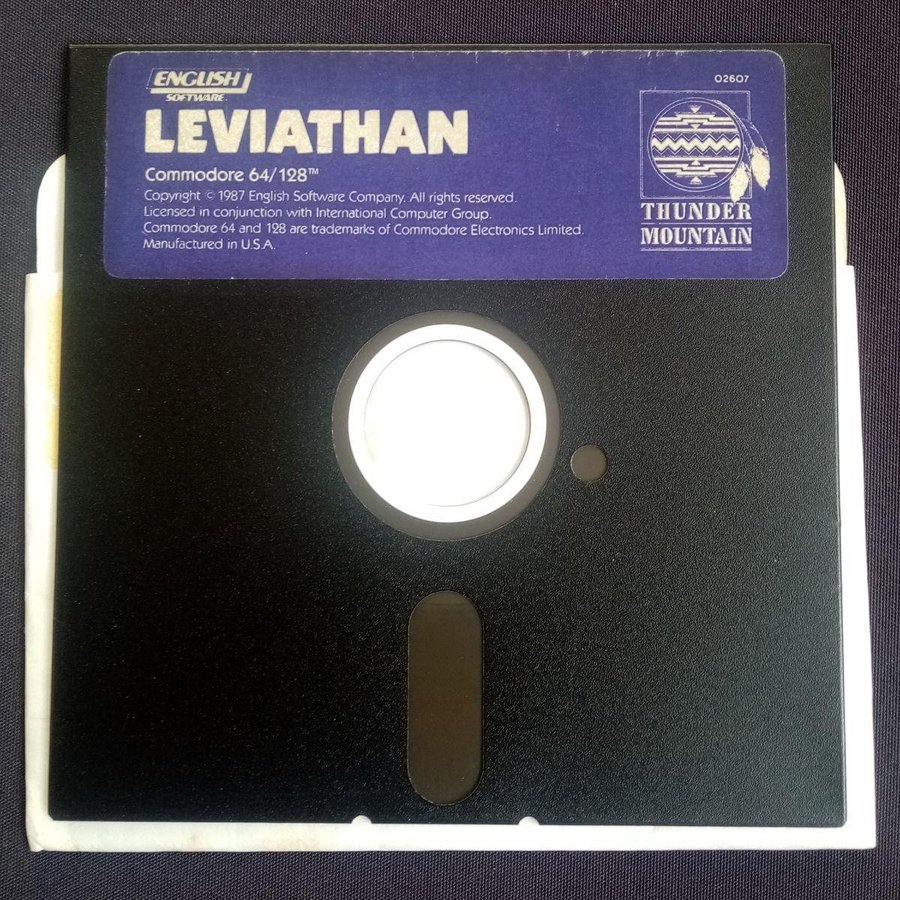 ENGLISH
SOFTWARE
02607
LEVIATHAN
Commodore 64/128™
Copyright © 1987 English Software Company. All rights reserved.
Licensed in conjunction with International Computer Group.
Commodore 64 and 128 are trademarks of Commodore Electronics Limited.
Manufactured in U.S.A.
THUNDER
MOUNTAIN